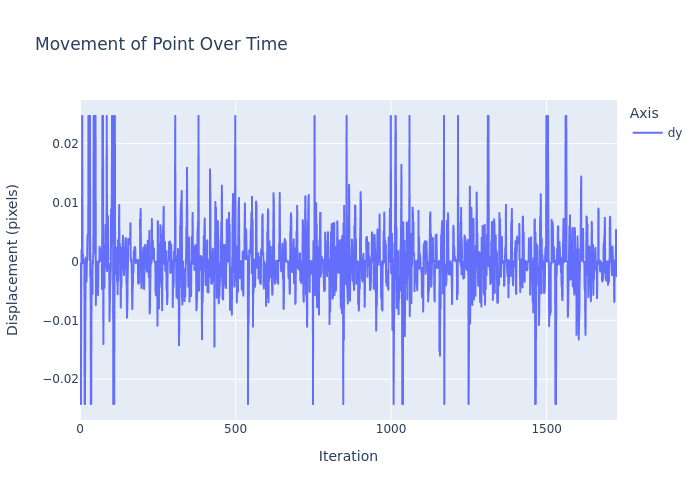 Movement of Point Over Time
Axis
dy
Displacement (pixels)
0.02
0.01
0
−0.01
−0.02
0
500
1000
1500
Iteration